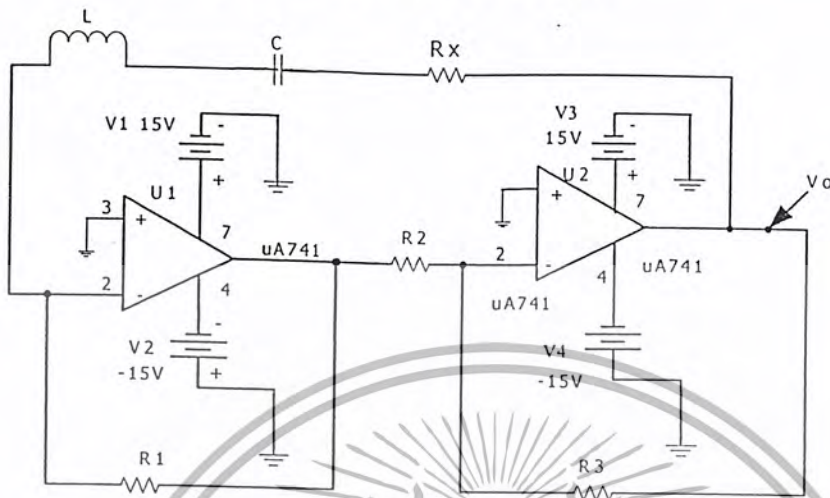 L
C
Rx
V1 15V
-
+
V3
15V
-
+
Vo
U1
3
+
7
2
-
4
uA741
R2
U2
+
7
2
-
4
uA741
uA741
V2
-15V
-
+
V4
-15V
R1
R3